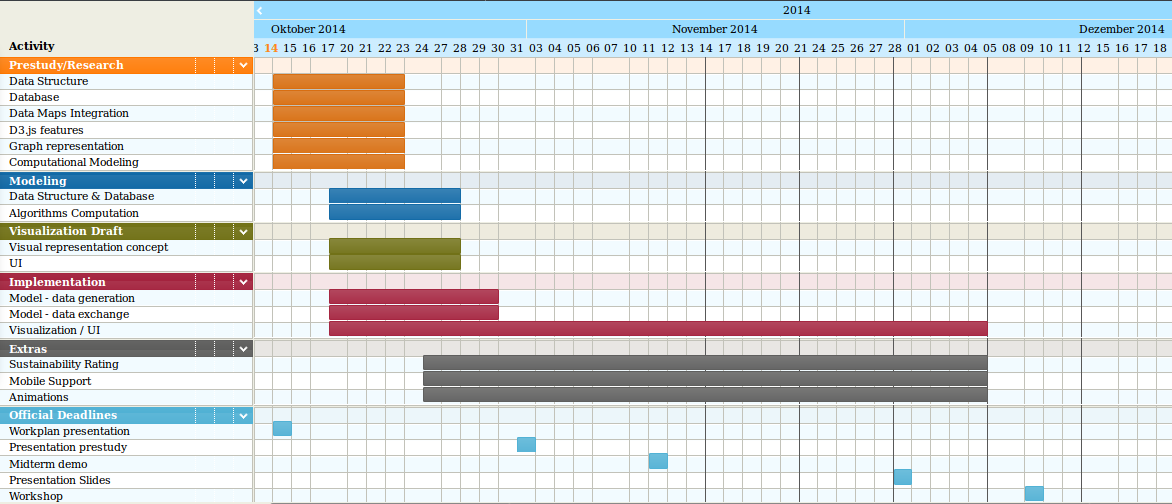 2014
Oktober 2014 November 2014 Dezember 2014
Activity 3 14 15 16 17 20 21 22 23 24 27 28 29 30 31 03 04 05 06 07 10 11 12 13 14 17 18 19 20 21 24 25 26 27 28 01 02 03 04 05 08 09 10 11 12 15 16 17 18
Prestudy/Research
Data Structure
Database
Data Maps Integration
D3.js features
Graph representation
Computational Modeling
Modeling
Data Structure & Database
Algorithms Computation
Visualization Draft
Visual representation concept
UI
Implementation
Model - data generation
Model - data exchange
Visualization / UI
Extras
Sustainability Rating
Mobile Support
Animations
Official Deadlines
Workplan presentation
Presentation prestudy
Midterm demo
Presentation Slides
Workshop